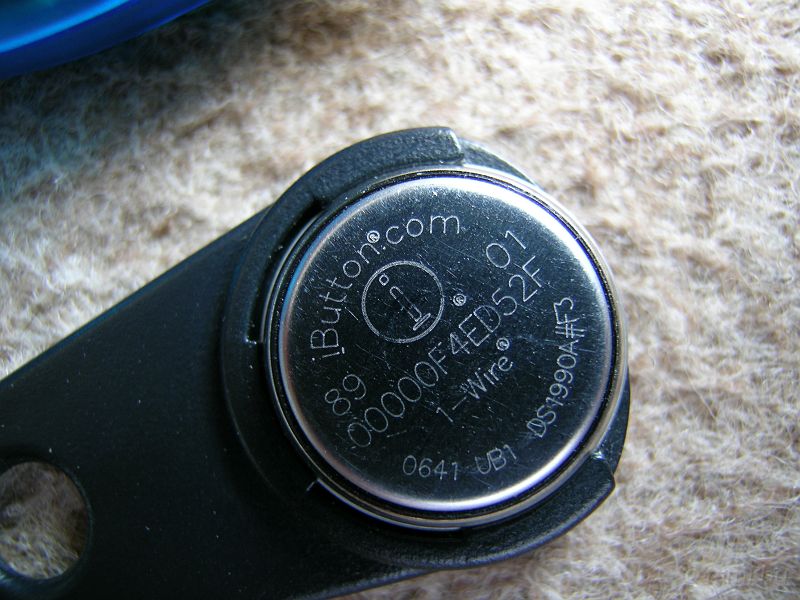 iButton®.com
®
89 01
00000F4ED52F
1-Wire®
0641 UB1 DS1990A#F3